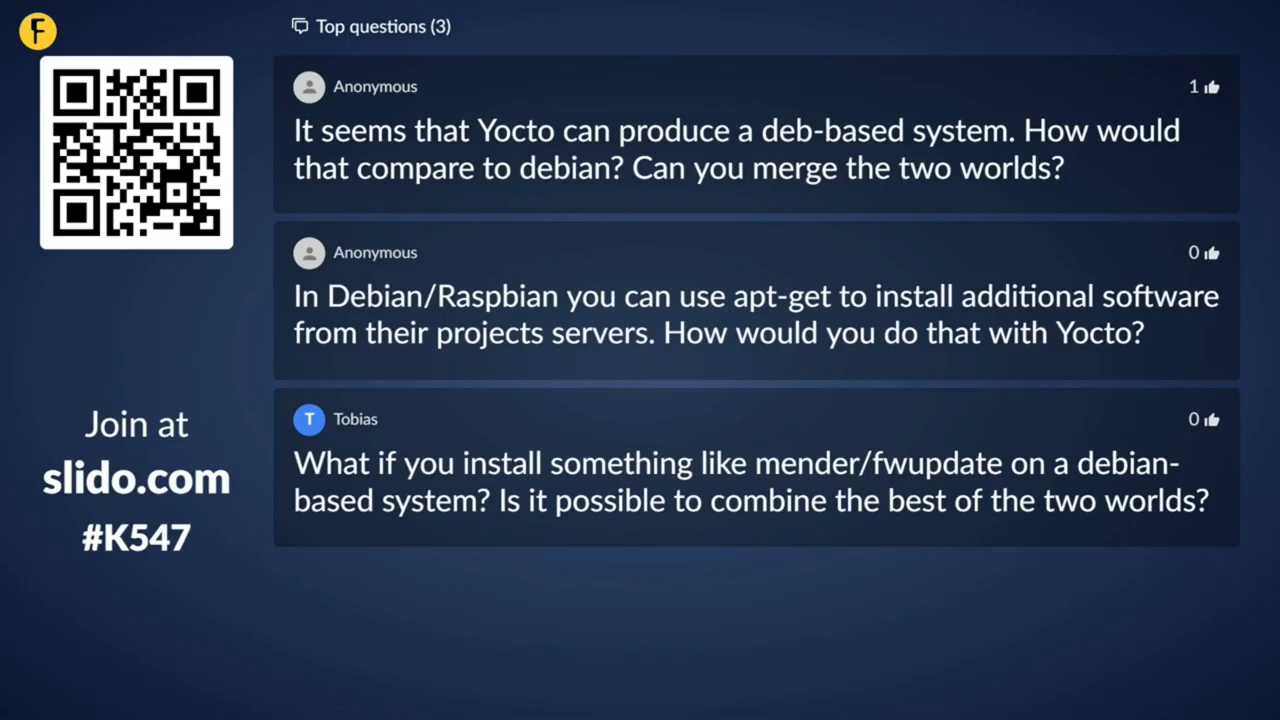 F
Top questions (3)
Anonymous
1
It seems that Yocto can produce a deb-based system. How would
that compare to debian? Can you merge the two worlds?
Anonymous
0
In Debian/Raspbian you can use apt-get to install additional software
from their projects servers. How would you do that with Yocto?
T
Tobias
0
What if you install something like mender/fwupdate on a debian-
based system? Is it possible to combine the best of the two worlds?
Join at
slido.com
#K547